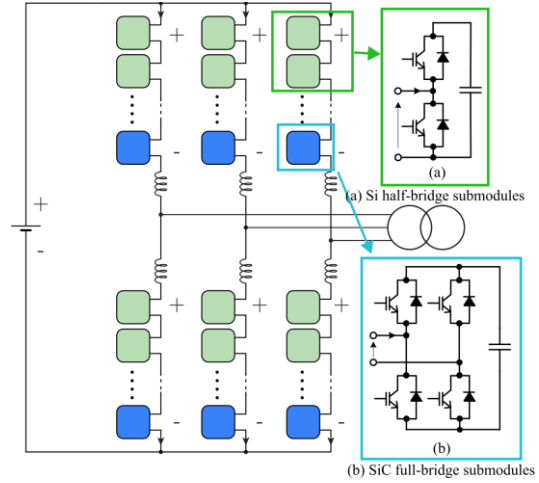 + + +
- - -
(a)
(a) Si half-bridge submodules
+
-
+ + +
- - -
(b)
(b) SiC full-bridge submodules